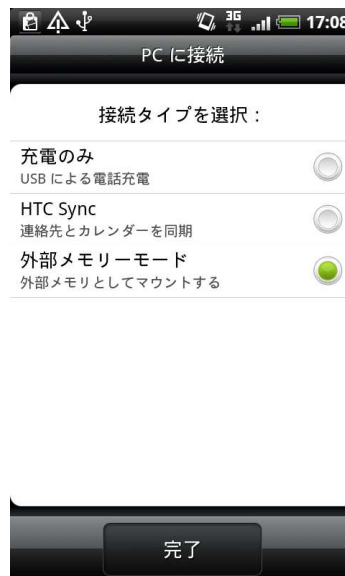 3G 17:08
PC に接続
接続タイプを選択：
充電のみ
USB による電話充電
HTC Sync
連絡先とカレンダーを同期
外部メモリーモード
外部メモリとしてマウントする
完了